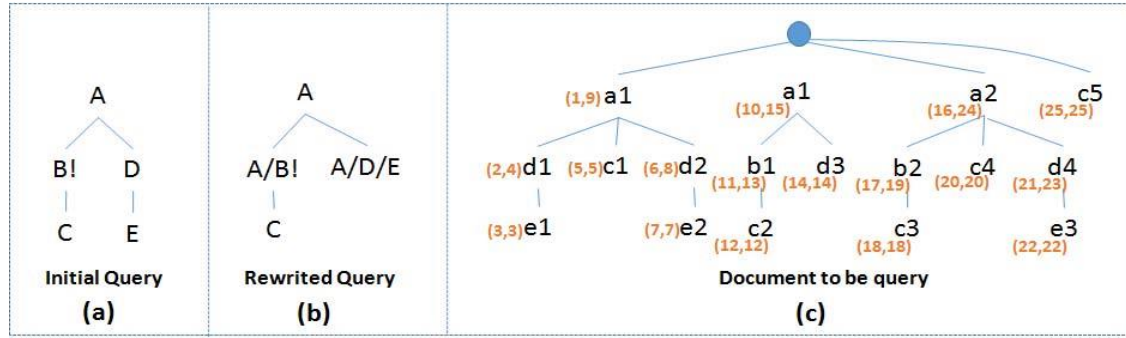 A
B! D
C E
Initial Query
(a)
A
A/B! A/D/E
C
Rewrited Query
(b)
(1,9) a1 a1 a2 c5
(10,15) (16,24) (25,25)
(2,4) d1 (5,5) c1 (6,8) d2 b1 d3 b2 c4 d4
(11,13) (14,14) (17,19) (20,20) (21,23)
(3,3) e1 (7,7) e2 c2 c3 e3
(12,12) (18,18) (22,22)
Document to be query
(c)